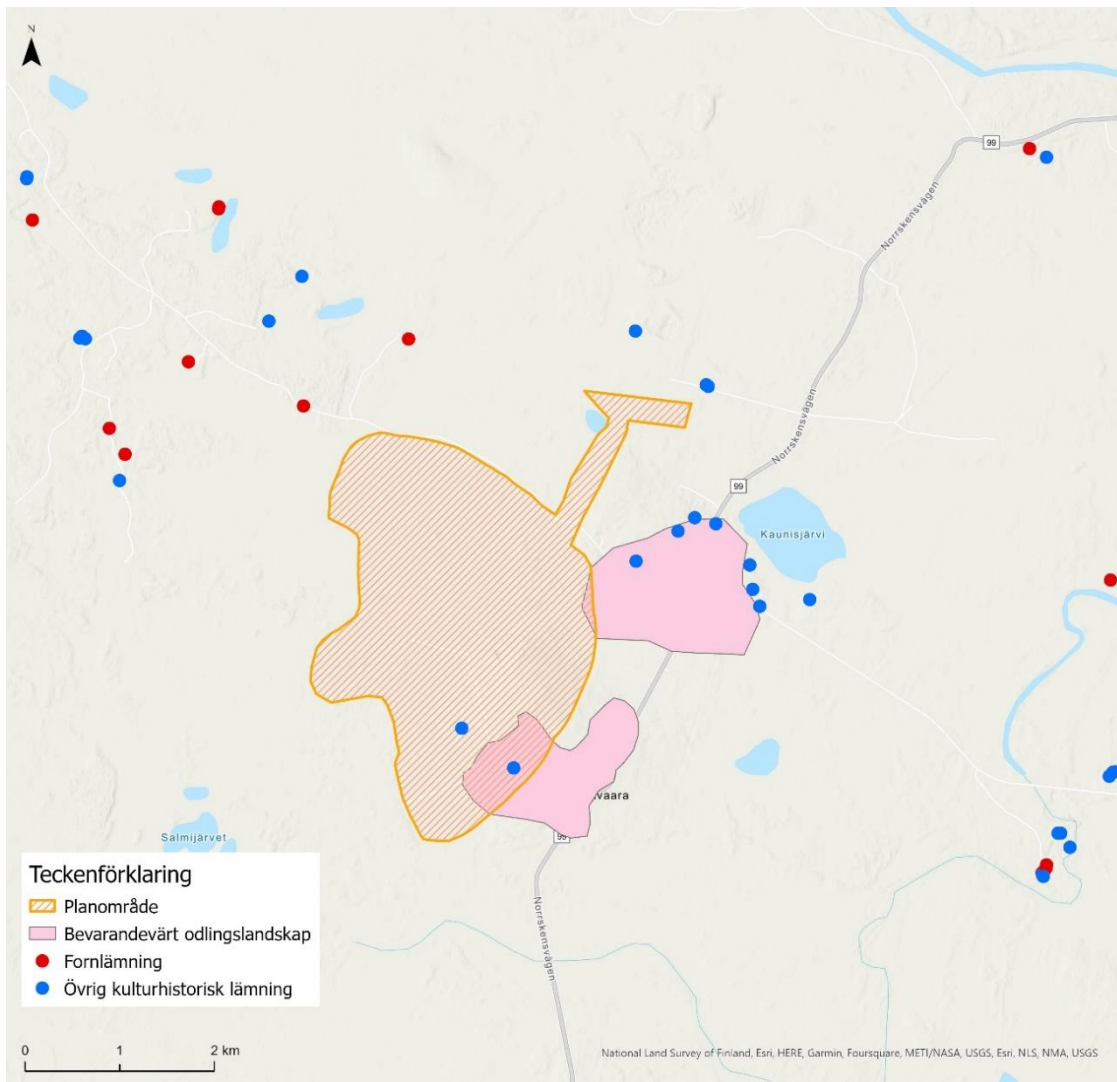 N
99
Norrskensvägen
Norrskensvägen
99
Kaunisjärvi
vaara
99
Salmijärvet
Norrskensvägen
Teckenförklaring
Planområde
Bevarandevärt odlingslandskap
Fornlämning
Övrig kulturhistorisk lämning
0 1 2 km
National Land Survey of Finland, Esri, HERE, Garmin, Foursquare, METI/NASA, USGS, Esri, NLS, NMA, USGS